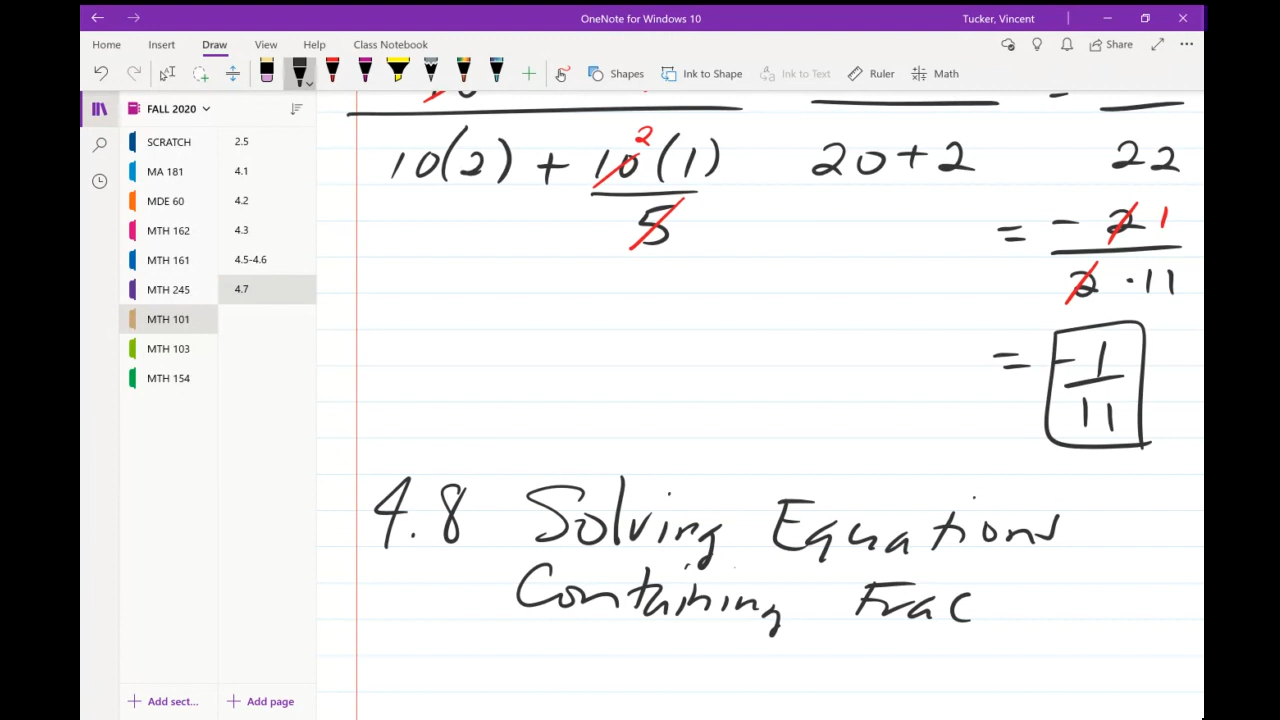 OneNote for Windows 10
Tucker, Vincent
Home Insert Draw View Help Class Notebook
Share
Shapes Ink to Shape Ink to Text Ruler Math
FALL 2020
SCRATCH
MA 181
MDE 60
MTH 162
MTH 161
MTH 245
MTH 101
MTH 103
MTH 154
Add sect...
2.5
4.1
4.2
4.3
4.5-4.6
4.7
Add page
10(2) + 10 2 (1) 20+2 22
5
= - 2 1
2 · 11
= - 1
11
4.8 Solving Equations
Containing Frac